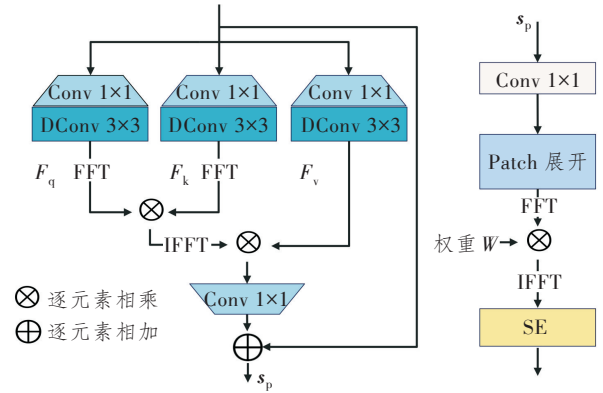 Conv 1×1
DConv 3×3
Conv 1×1
DConv 3×3
Conv 1×1
DConv 3×3
F_q FFT
F_k FFT
F_v
IFFT
Conv 1×1
⊗ 逐元素相乘
⊕ 逐元素相加
s_p
s_p
Conv 1×1
Patch 展开
FFT
权重 W
IFFT
SE